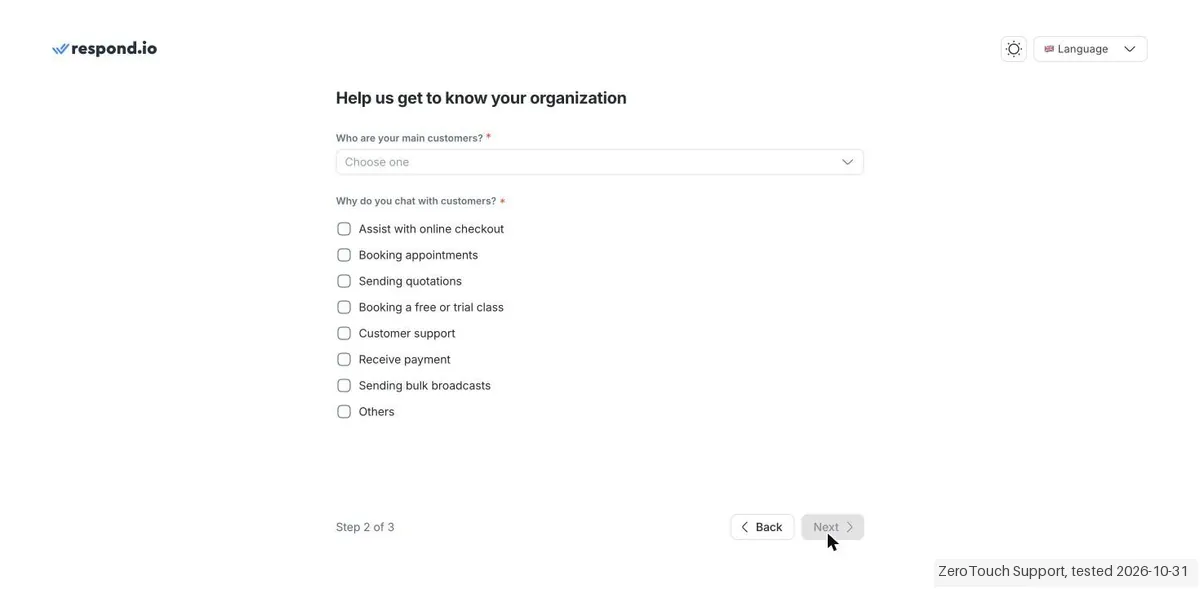 respond.io
Language
Help us get to know your organization
Who are your main customers? *
Choose one
Why do you chat with customers? *
Assist with online checkout
Booking appointments
Sending quotations
Booking a free or trial class
Customer support
Receive payment
Sending bulk broadcasts
Others
Step 2 of 3
Back
Next
ZeroTouch Support, tested 2026-10-31